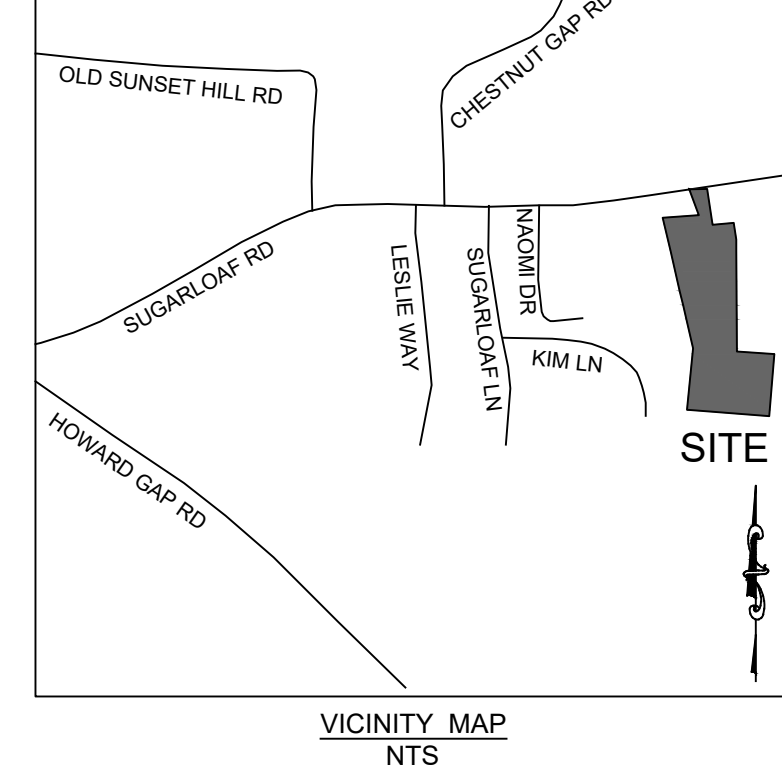 CHESTNUT GAP RD
OLD SUNSET HILL RD
SUGARLOAF RD
LESLIE WAY
SUGARLOAF LN
NAOMI DR
KIM LN
HOWARD GAP RD
SITE
VICINITY MAP
NTS